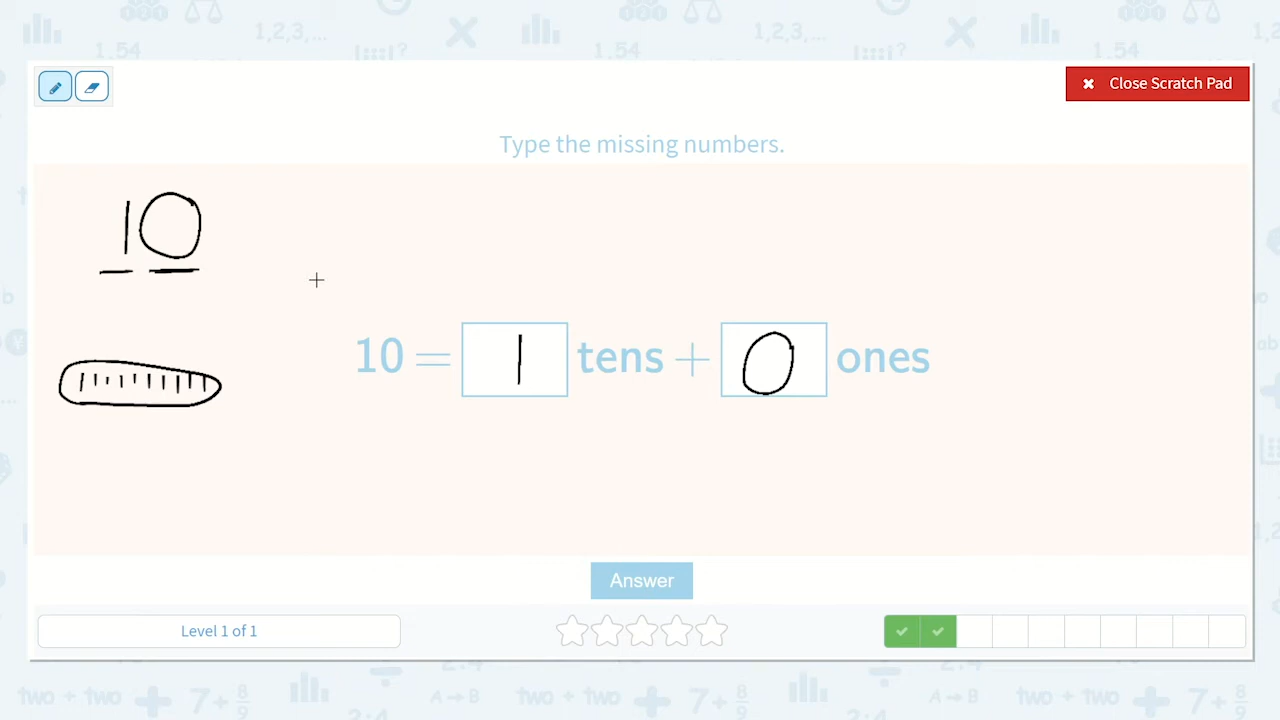 Close Scratch Pad
Type the missing numbers.
10
10 = 1 tens + 0 ones
Answer
Level 1 of 1